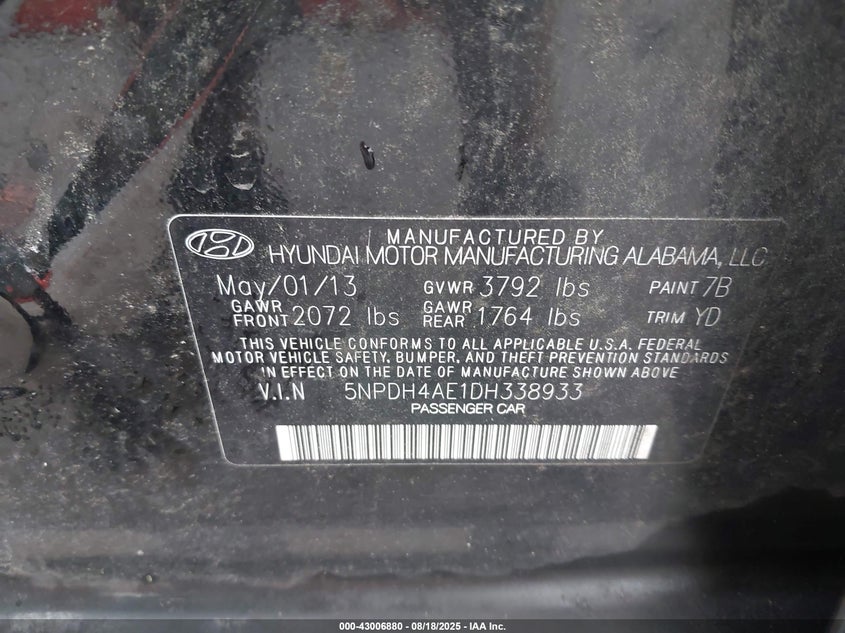 MANUFACTURED BY
HYUNDAI MOTOR MANUFACTURING ALABAMA, LLC
May/01/13 GVWR 3792 lbs PAINT 7B
GAWR FRONT 2072 lbs GAWR REAR 1764 lbs TRIM YD
THIS VEHICLE CONFORMS TO ALL APPLICABLE U.S.A. FEDERAL
MOTOR VEHICLE SAFETY, BUMPER, AND THEFT PREVENTION STANDARDS
IN EFFECT ON THE DATE OF MANUFACTURE SHOWN ABOVE
V.I.N 5NPDH4AE1DH338933
PASSENGER CAR
000-43006880 - 08/18/2025 - IAA Inc.